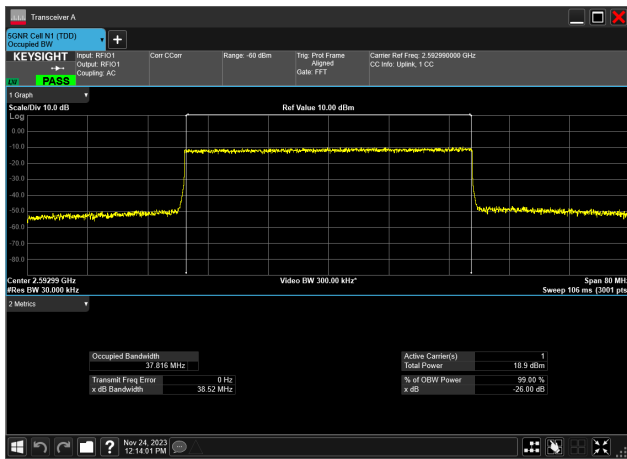 Transceiver A
5GNR Cell N1 (TDD)
Occupied BW
KEYSIGHT
Input: RFIO1
Output: RFIO1
Coupling: AC
Corr CCorr
Range: -60 dBm
Trig: Prot Frame
Aligned
Gate: FFT
Carrier Ref Freq: 2.592990000 GHz
CC Info: Uplink, 1 CC
PASS
1 Graph
Scale/Div 10.0 dB
Ref Value 10.00 dBm
Log
0.00
-10.0
-20.0
-30.0
-40.0
-50.0
-60.0
-70.0
-80.0
Center 2.59299 GHz
Video BW 300.00 kHz*
Span 80 MHz
#Res BW 30.000 kHz
Sweep 106 ms (3001 pts)
2 Metrics
Occupied Bandwidth
37.816 MHz
Transmit Freq Error 0 Hz
x dB Bandwidth 38.52 MHz
Active Carrier(s) 1
Total Power 18.9 dBm
% of OBW Power 99.00 %
x dB -26.00 dB
Nov 24, 2023
12:14:01 PM